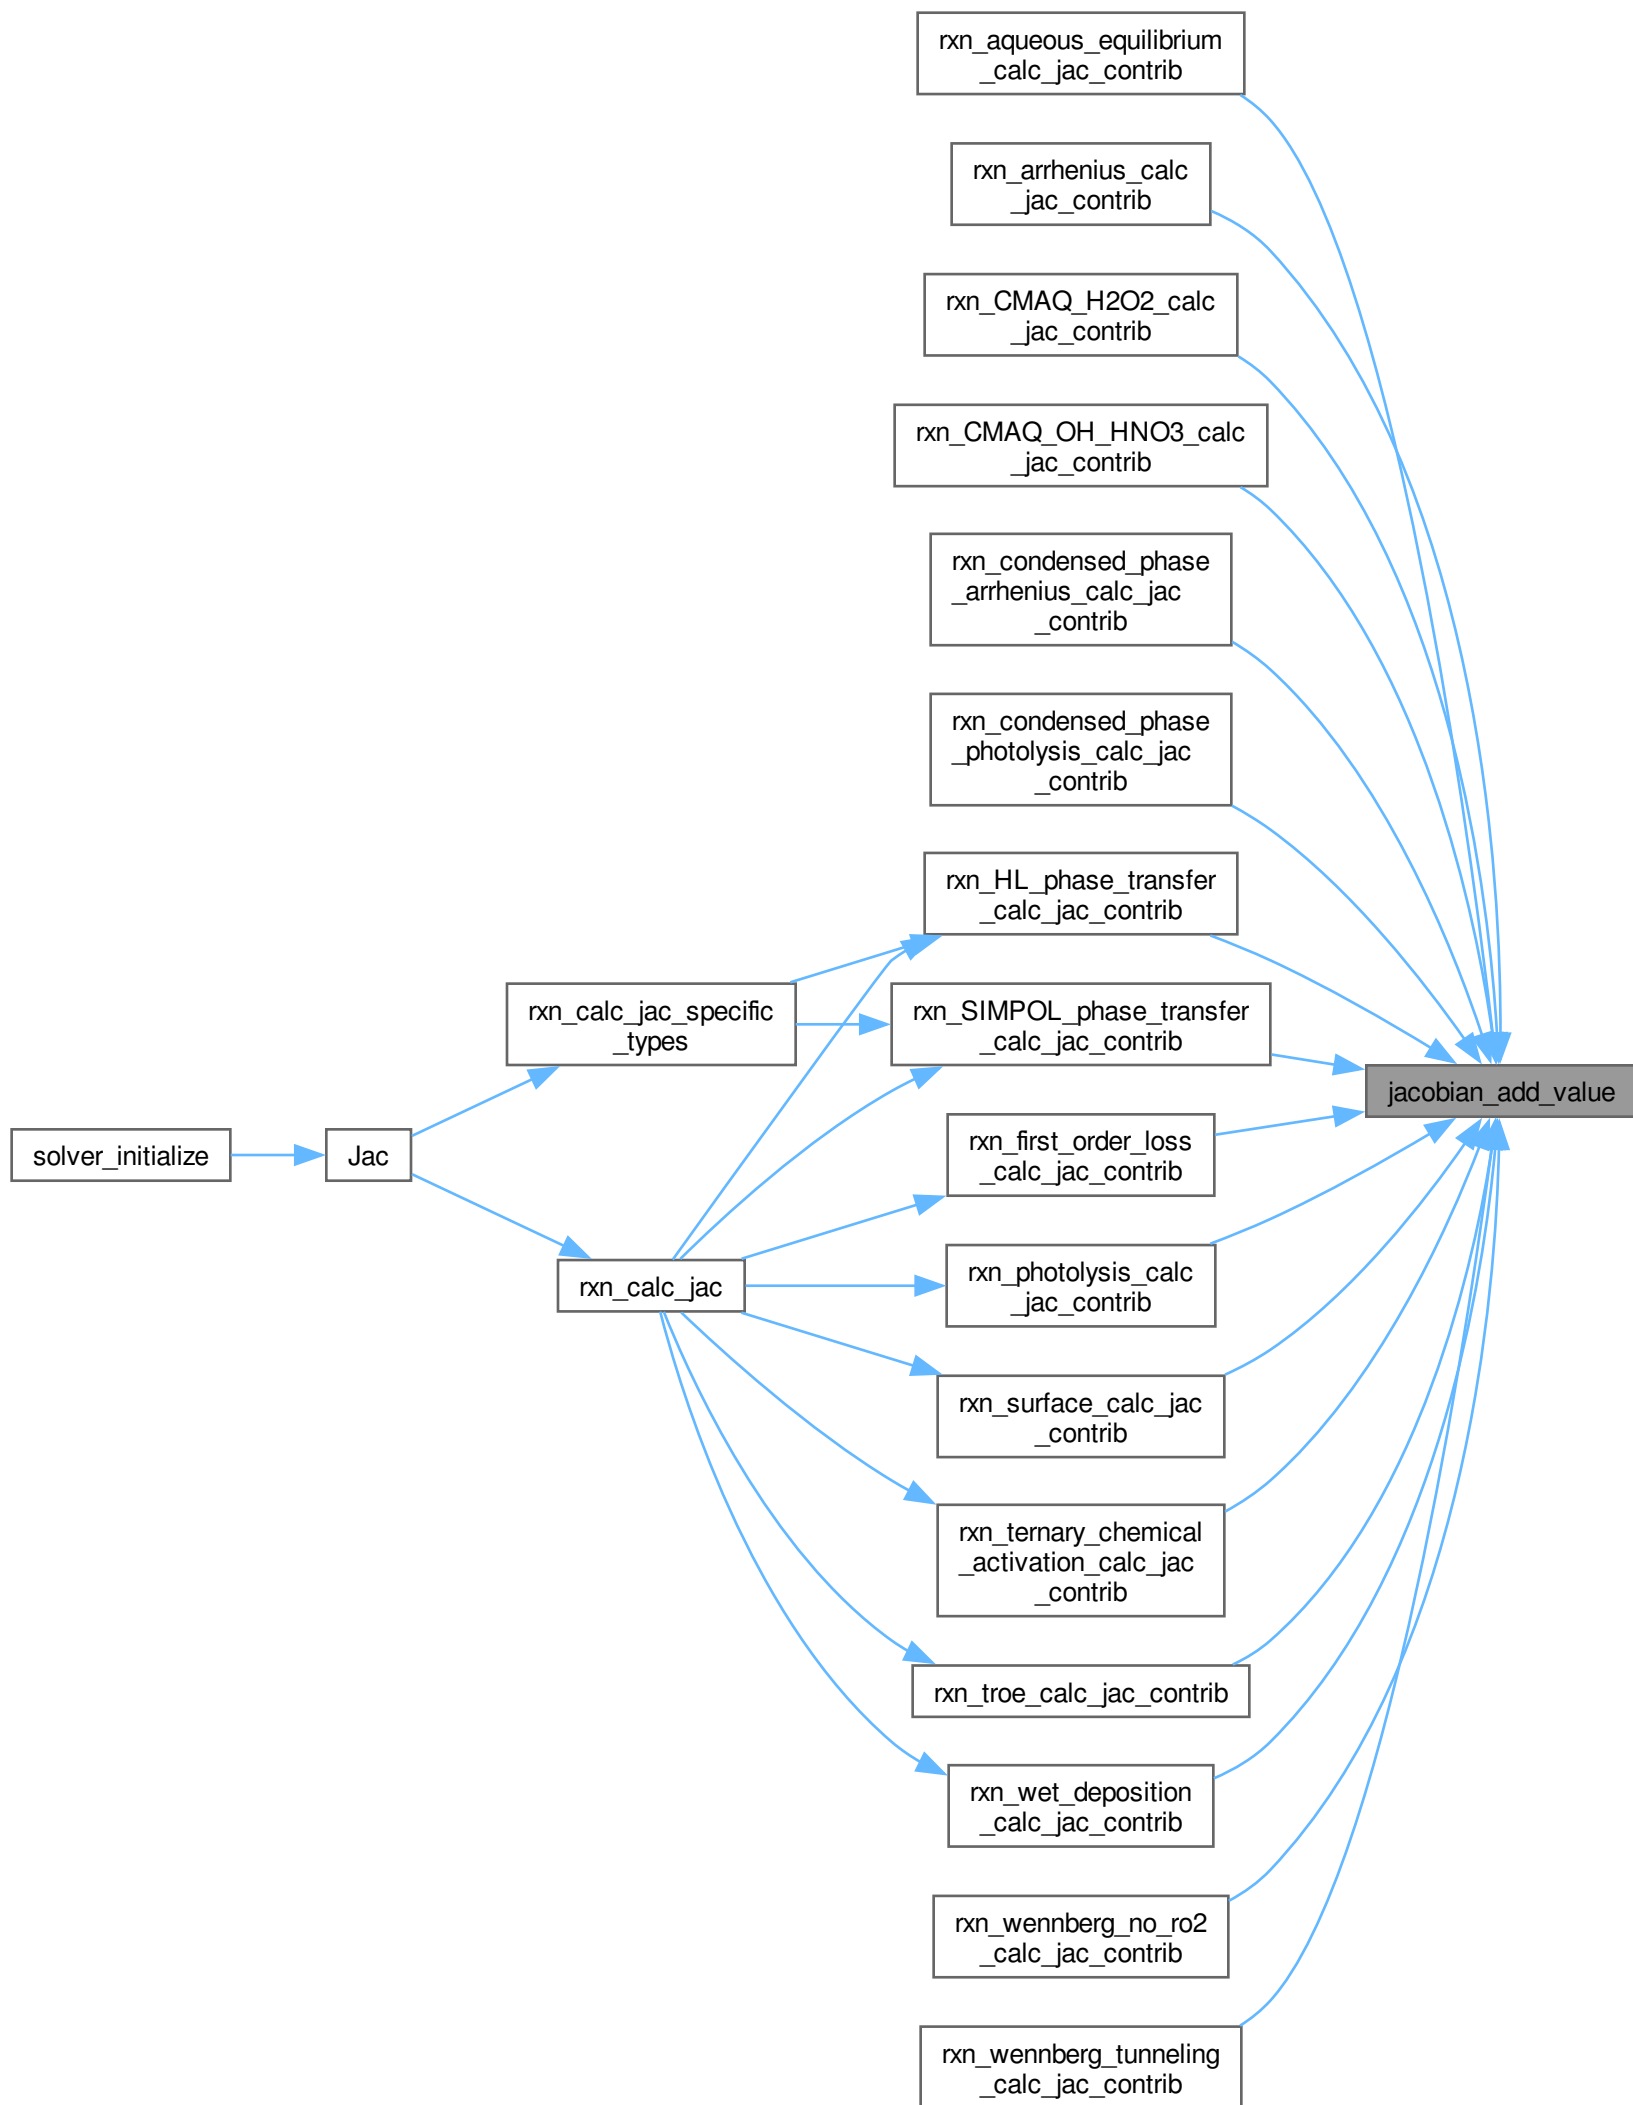 rxn_aqueous_equilibrium
_calc_jac_contrib
rxn_arrhenius_calc
_jac_contrib
rxn_CMAQ_H2O2_calc
_jac_contrib
rxn_CMAQ_OH_HNO3_calc
_jac_contrib
rxn_condensed_phase
_arrhenius_calc_jac
_contrib
rxn_condensed_phase
_photolysis_calc_jac
_contrib
rxn_HL_phase_transfer
_calc_jac_contrib
rxn_calc_jac_specific
_types
rxn_SIMPOL_phase_transfer
_calc_jac_contrib
jacobian_add_value
solver_initialize
Jac
rxn_first_order_loss
_calc_jac_contrib
rxn_calc_jac
rxn_photolysis_calc
_jac_contrib
rxn_surface_calc_jac
_contrib
rxn_ternary_chemical
_activation_calc_jac
_contrib
rxn_troe_calc_jac_contrib
rxn_wet_deposition
_calc_jac_contrib
rxn_wennberg_no_ro2
_calc_jac_contrib
rxn_wennberg_tunneling
_calc_jac_contrib